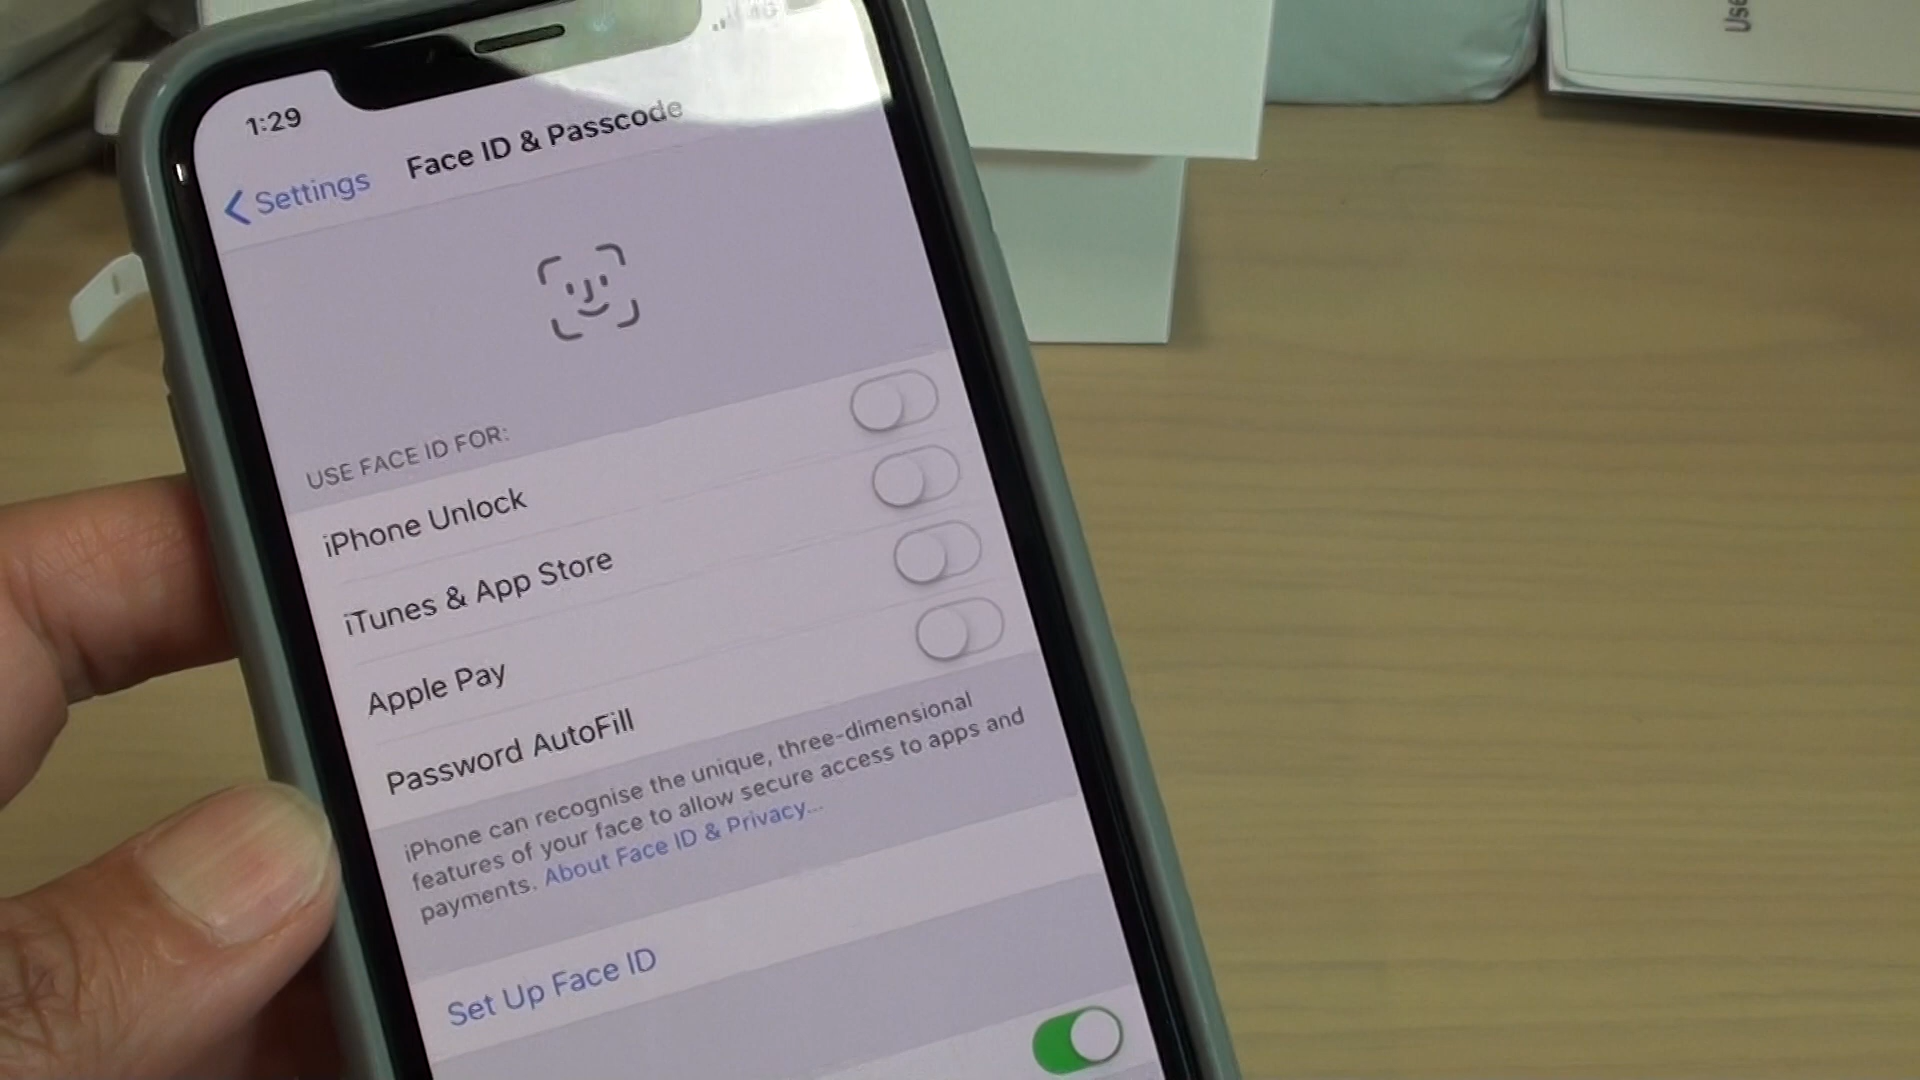 Use
4G
1:29
Settings
Face ID & Passcode
USE FACE ID FOR:
iPhone Unlock
iTunes & App Store
Apple Pay
Password AutoFill
iPhone can recognise the unique, three-dimensional
features of your face to allow secure access to apps and
payments. About Face ID & Privacy...
Set Up Face ID